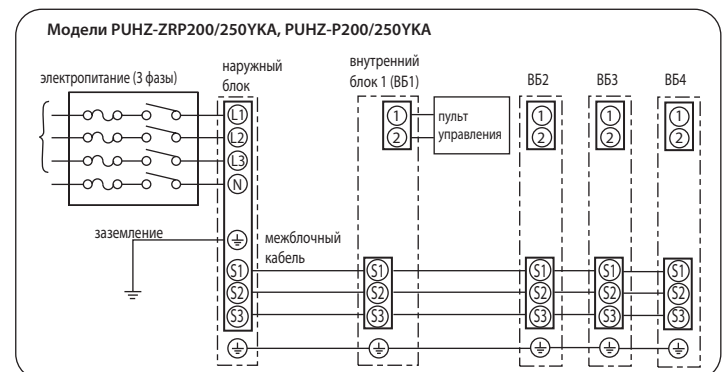 Модели PUHZ-ZRP200/250YKA, PUHZ-P200/250YKA
электропитание (3 фазы)
наружный
блок
внутренний
блок 1 (ВБ1)
ВБ2
ВБ3
ВБ4
L1
L2
L3
N
1
2
пульт
управления
1
2
1
2
1
2
заземление
межблочный
кабель
S1
S2
S3
S1
S2
S3
S1
S2
S3
S1
S2
S3
S1
S2
S3